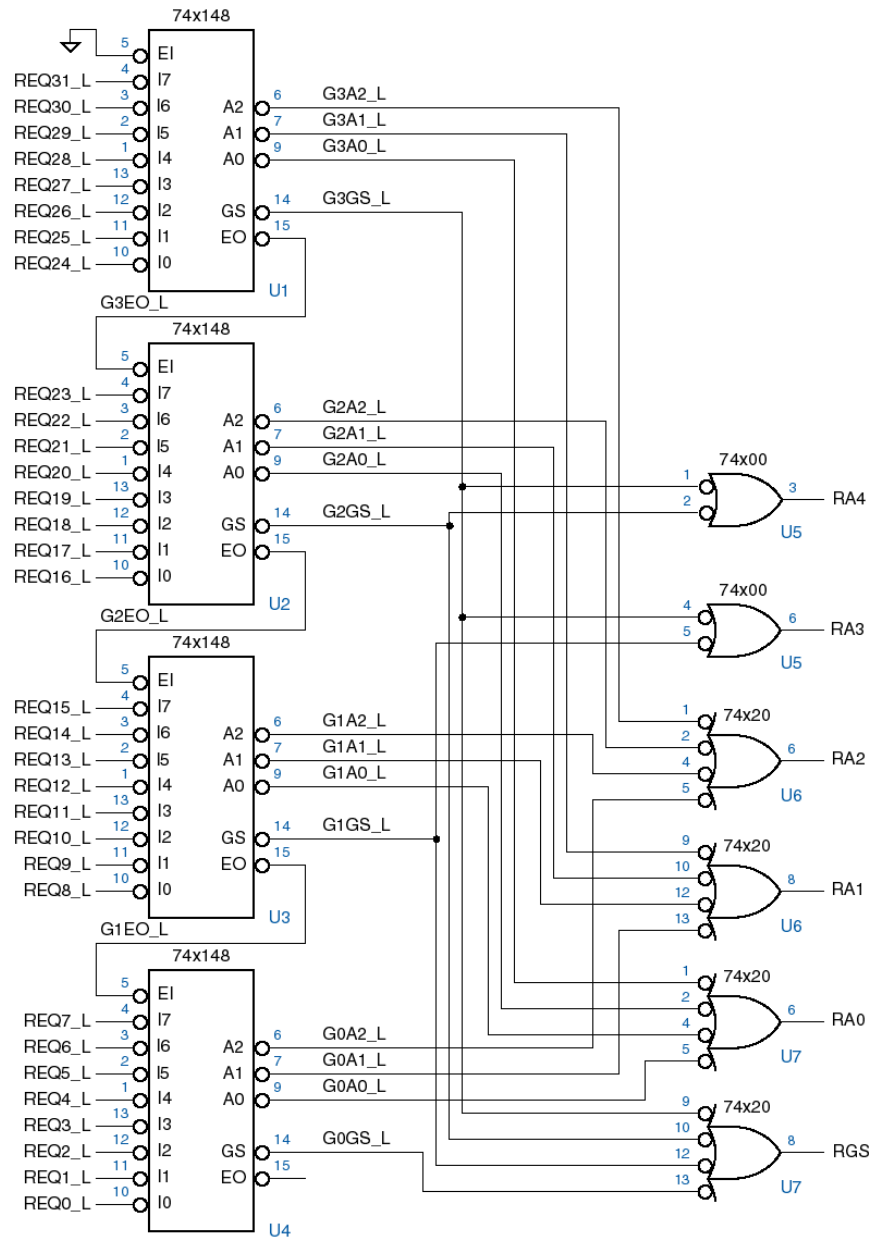 74x148
5 EI
REQ31_L 4 I7
REQ30_L 3 I6 A2 6 G3A2_L
REQ29_L 2 I5 A1 7 G3A1_L
REQ28_L 1 I4 A0 9 G3A0_L
REQ27_L 13 I3
REQ26_L 12 I2 GS 14 G3GS_L
REQ25_L 11 I1 EO 15
REQ24_L 10 I0
U1
G3EO_L
74x148
5 EI
REQ23_L 4 I7
REQ22_L 3 I6 A2 6 G2A2_L
REQ21_L 2 I5 A1 7 G2A1_L
REQ20_L 1 I4 A0 9 G2A0_L
REQ19_L 13 I3
REQ18_L 12 I2 GS 14 G2GS_L
REQ17_L 11 I1 EO 15
REQ16_L 10 I0
U2
G2EO_L
74x148
5 EI
REQ15_L 4 I7
REQ14_L 3 I6 A2 6 G1A2_L
REQ13_L 2 I5 A1 7 G1A1_L
REQ12_L 1 I4 A0 9 G1A0_L
REQ11_L 13 I3
REQ10_L 12 I2 GS 14 G1GS_L
REQ9_L 11 I1 EO 15
REQ8_L 10 I0
U3
G1EO_L
74x148
5 EI
REQ7_L 4 I7
REQ6_L 3 I6 A2 6 G0A2_L
REQ5_L 2 I5 A1 7 G0A1_L
REQ4_L 1 I4 A0 9 G0A0_L
REQ3_L 13 I3
REQ2_L 12 I2 GS 14 G0GS_L
REQ1_L 11 I1 EO 15
REQ0_L 10 I0
U4
74x00
1
2
3 RA4
U5
74x00
4
5
6 RA3
U5
74x20
1
2
4
5
6 RA2
U6
74x20
9
10
12
13
8 RA1
U6
74x20
1
2
4
5
6 RA0
U7
74x20
9
10
12
13
8 RGS
U7